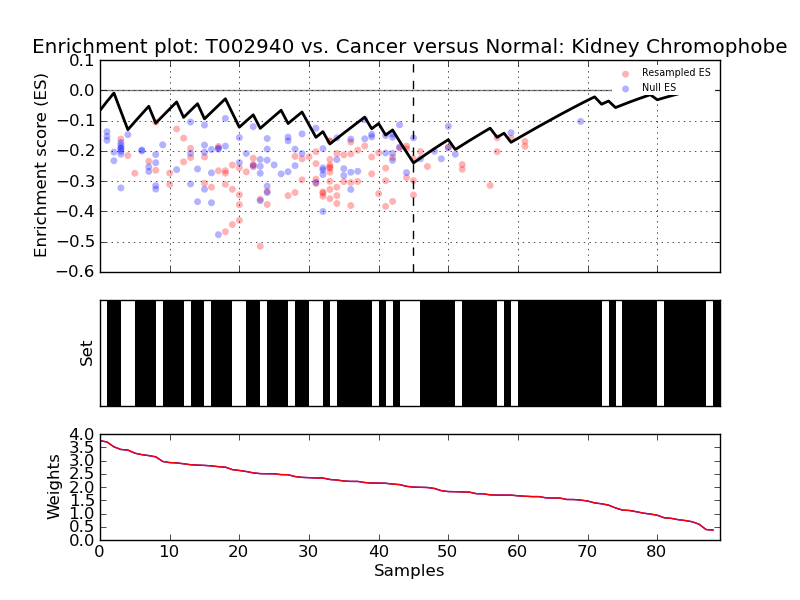 Enrichment plot: T002940 vs. Cancer versus Normal: Kidney Chromophobe
Enrichment score (ES)
0.1
0.0
−0.1
−0.2
−0.3
−0.4
−0.5
−0.6
Resampled ES
Null ES
Set
Weights
4.0
3.5
3.0
2.5
2.0
1.5
1.0
0.5
0.0
0 10 20 30 40 50 60 70 80
Samples